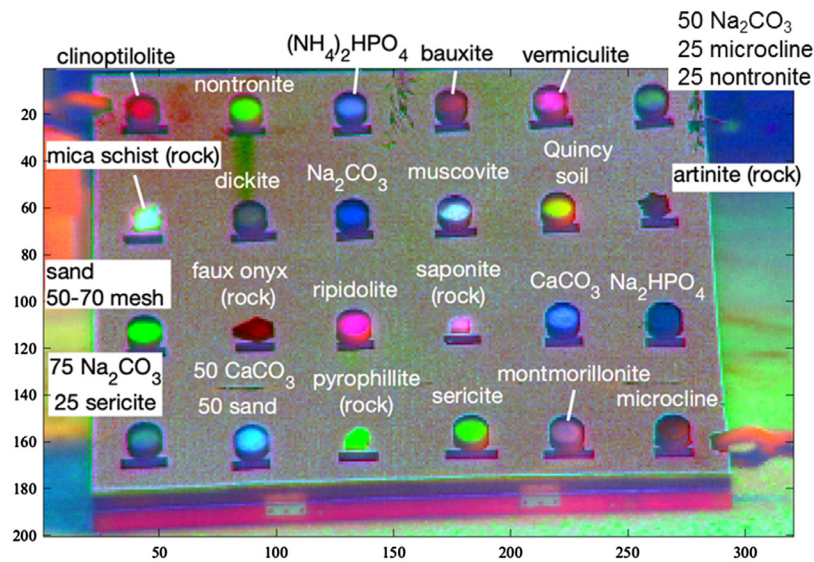 50 Na₂CO₃
25 microcline
25 nontronite
clinoptilolite
(NH₄)₂HPO₄
bauxite
vermiculite
nontronite
20
mica schist (rock)
40
dickite
Na₂CO₃
muscovite
Quincy
soil
artinite (rock)
60
80
sand
50-70 mesh
faux onyx
(rock)
ripidolite
saponite
(rock)
CaCO₃
Na₂HPO₄
100
120
75 Na₂CO₃
25 sericite
50 CaCO₃
50 sand
pyrophillite
(rock)
sericite
montmorillonite
microcline
140
160
180
200
50
100
150
200
250
300